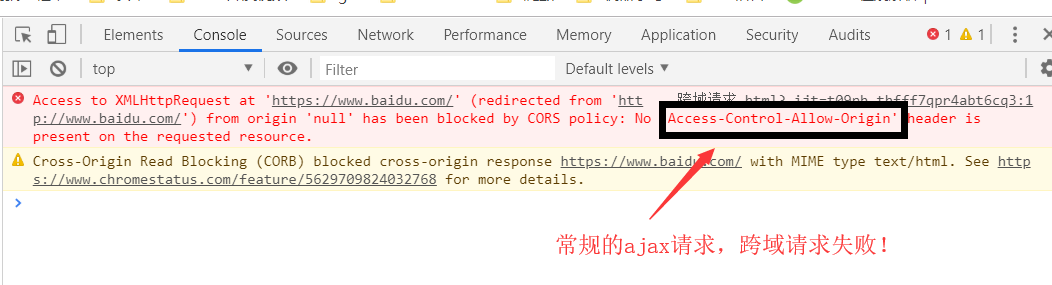 Elements Console Sources Network Performance Memory Application Security Audits 1 1
top Filter Default levels
Access to XMLHttpRequest at 'https://www.baidu.com/' (redirected from 'htt 跨域请求.html?_ijt=t09nh…thfff7qpr4abt6cq3:1
p://www.baidu.com/') from origin 'null' has been blocked by CORS policy: No 'Access-Control-Allow-Origin' header is
present on the requested resource.
Cross-Origin Read Blocking (CORB) blocked cross-origin response https://www.baidu.com/ with MIME type text/html. See http
s://www.chromestatus.com/feature/5629709824032768 for more details.
常规的ajax请求，跨域请求失败！